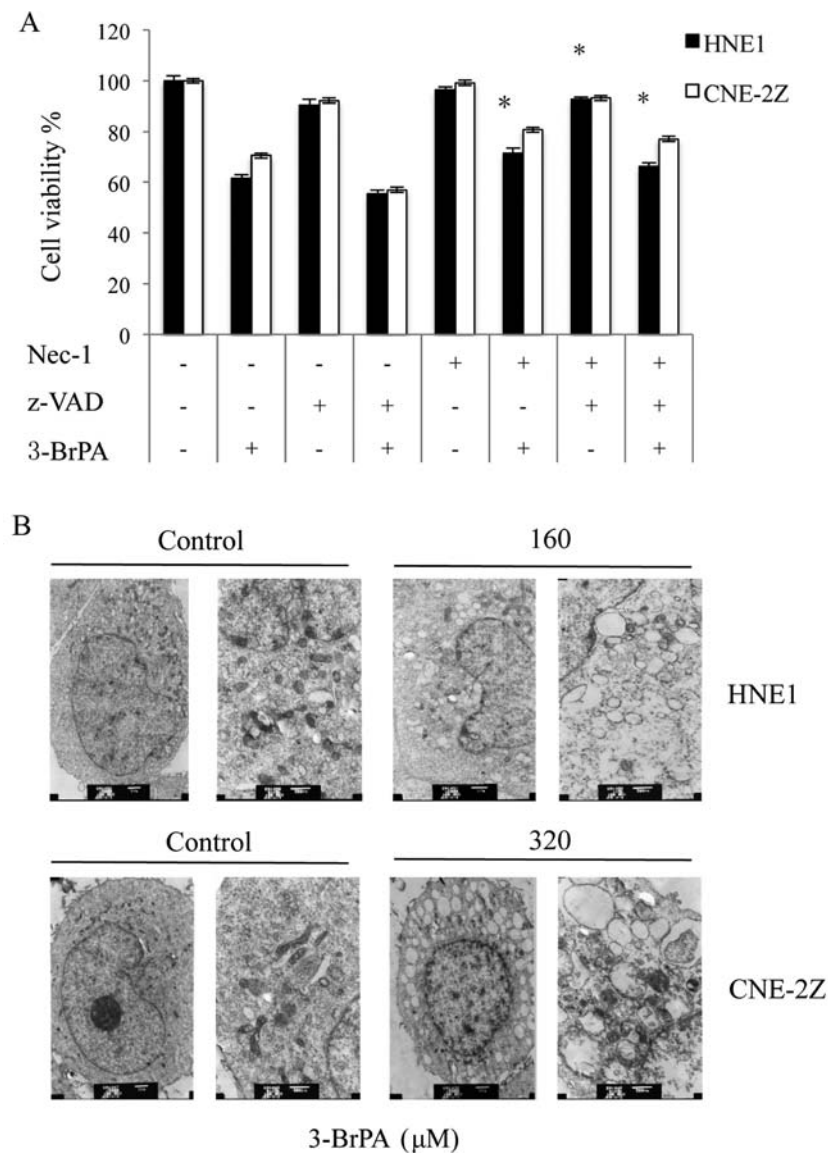 A
120
100
80
60
40
20
0
Cell viability %
* * * 
HNE1
CNE-2Z
Nec-1 - - - - + + + +
z-VAD - - + + - - + +
3-BrPA - + - + - + - +
B
Control 160
HNE1
Control 320
CNE-2Z
3-BrPA (μM)